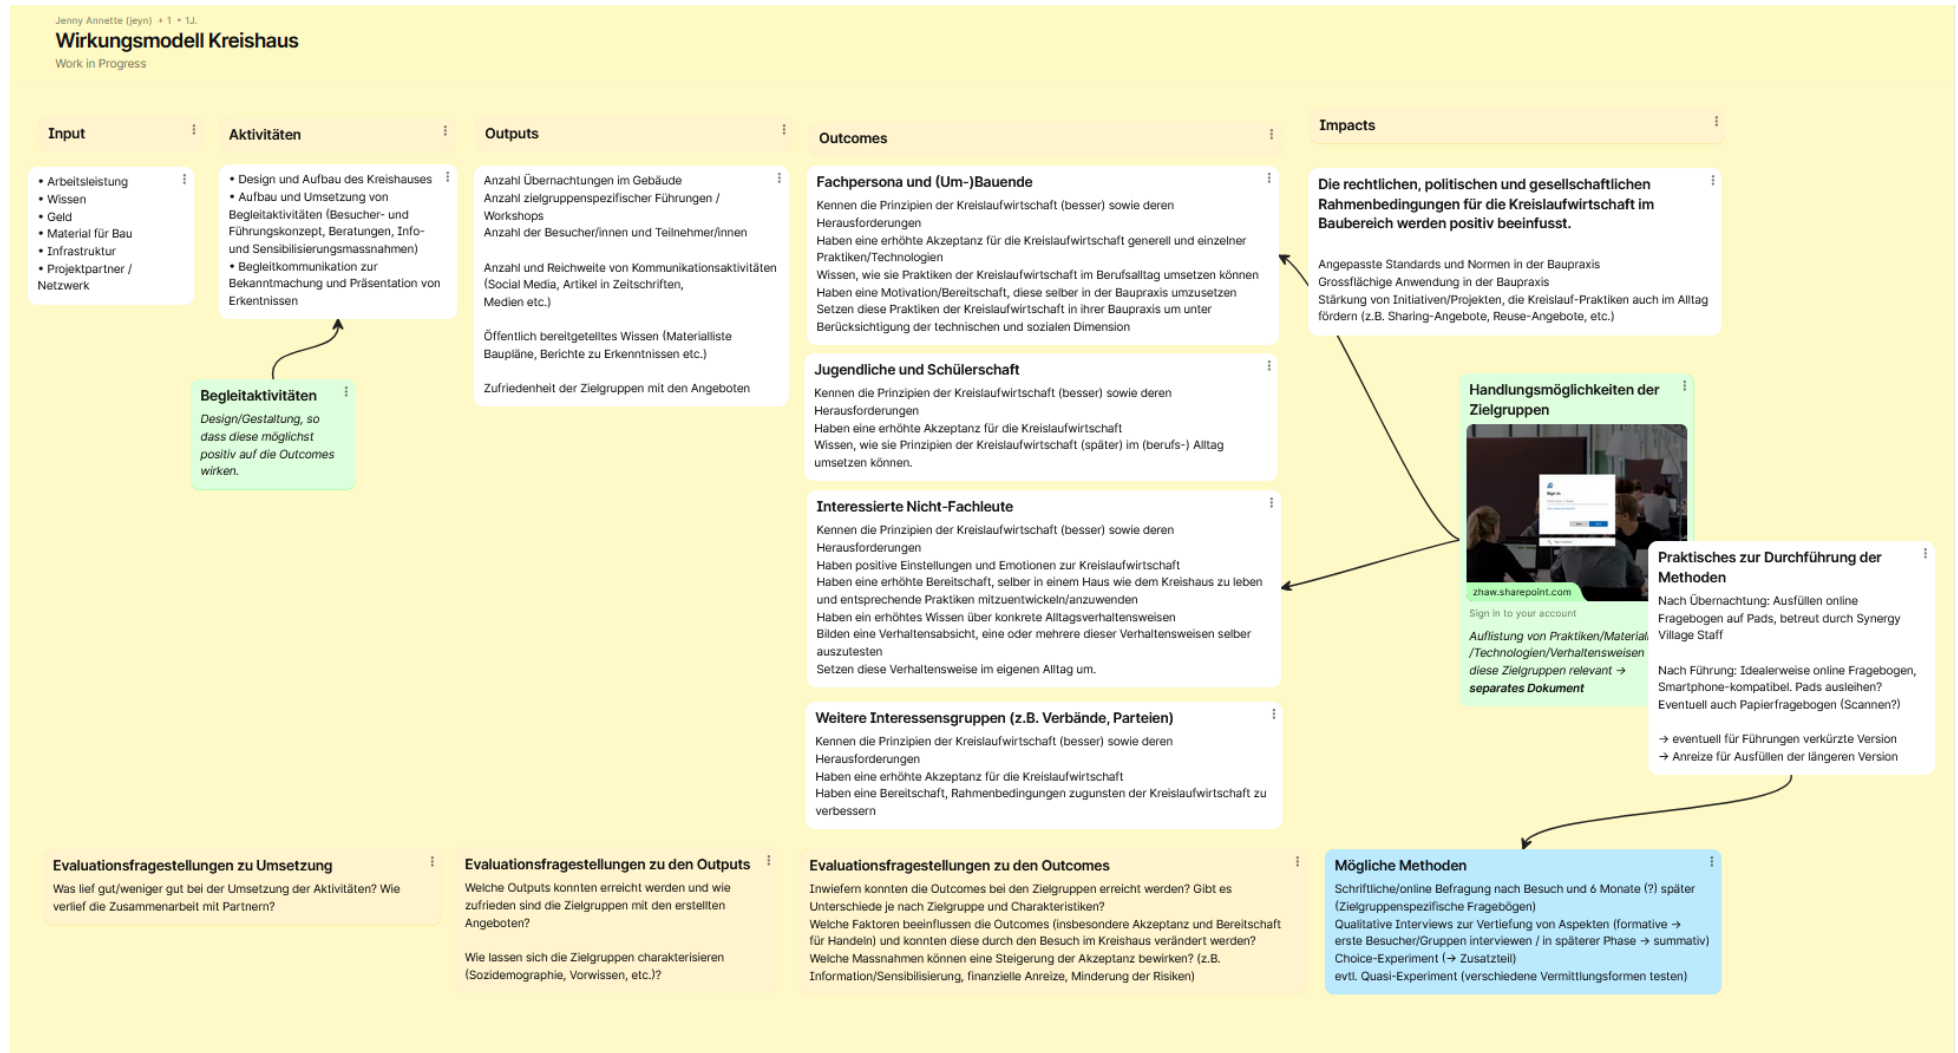 Jenny Annette (jeyn) + 1 • 1J.
Wirkungsmodell Kreishaus
Work in Progress
Input
• Arbeitsleistung
• Wissen
• Geld
• Material für Bau
• Infrastruktur
• Projektpartner /
Netzwerk
Aktivitäten
• Design und Aufbau des Kreishauses
• Aufbau und Umsetzung von
Begleitaktivitäten (Besucher- und
Führungskonzept, Beratungen, Info-
und Sensibilisierungsmassnahmen)
• Begleitkommunikation zur
Bekanntmachung und Präsentation von
Erkentnissen
Begleitaktivitäten
Design/Gestaltung, so
dass diese möglichst
positiv auf die Outcomes
wirken.
Outputs
Anzahl Übernachtungen im Gebäude
Anzahl zielgruppenspezifischer Führungen /
Workshops
Anzahl der Besucher/innen und Teilnehmer/innen
Anzahl und Reichweite von Kommunikationsaktivitäten
(Social Media, Artikel in Zeitschriften,
Medien etc.)
Öffentlich bereitgetelltes Wissen (Materialliste
Baupläne, Berichte zu Erkenntnissen etc.)
Zufriedenheit der Zielgruppen mit den Angeboten
Outcomes
Fachpersona und (Um-)Bauende
Kennen die Prinzipien der Kreislaufwirtschaft (besser) sowie deren
Herausforderungen
Haben eine erhöhte Akzeptanz für die Kreislaufwirtschaft generell und einzelner
Praktiken/Technologien
Wissen, wie sie Praktiken der Kreislaufwirtschaft im Berufsalltag umsetzen können
Haben eine Motivation/Bereitschaft, diese selber in der Baupraxis umzusetzen
Setzen diese Praktiken der Kreislaufwirtschaft in ihrer Baupraxis um unter
Berücksichtigung der technischen und sozialen Dimension
Jugendliche und Schülerschaft
Kennen die Prinzipien der Kreislaufwirtschaft (besser) sowie deren
Herausforderungen
Haben eine erhöhte Akzeptanz für die Kreislaufwirtschaft
Wissen, wie sie Prinzipien der Kreislaufwirtschaft (später) im (berufs-) Alltag
umsetzen können.
Interessierte Nicht-Fachleute
Kennen die Prinzipien der Kreislaufwirtschaft (besser) sowie deren
Herausforderungen
Haben positive Einstellungen und Emotionen zur Kreislaufwirtschaft
Haben eine erhöhte Bereitschaft, selber in einem Haus wie dem Kreishaus zu leben
und entsprechende Praktiken mitzuentwickeln/anzuwenden
Haben ein erhöhtes Wissen über konkrete Alltagsverhaltensweisen
Bilden eine Verhaltensabsicht, eine oder mehrere dieser Verhaltensweisen selber
auszutesten
Setzen diese Verhaltensweise im eigenen Alltag um.
Weitere Interessensgruppen (z.B. Verbände, Parteien)
Kennen die Prinzipien der Kreislaufwirtschaft (besser) sowie deren
Herausforderungen
Haben eine erhöhte Akzeptanz für die Kreislaufwirtschaft
Haben eine Bereitschaft, Rahmenbedingungen zugunsten der Kreislaufwirtschaft zu
verbessern
Impacts
Die rechtlichen, politischen und gesellschaftlichen
Rahmenbedingungen für die Kreislaufwirtschaft im
Baubereich werden positiv beeinfusst.
Angepasste Standards und Normen in der Baupraxis
Grossflächige Anwendung in der Baupraxis
Stärkung von Initiativen/Projekten, die Kreislauf-Praktiken auch im Alltag
fördern (z.B. Sharing-Angebote, Reuse-Angebote, etc.)
Handlungsmöglichkeiten der
Zielgruppen
Sign in
zhaw.sharepoint.com
Sign in to your account
Auflistung von Praktiken/Material
/Technologien/Verhaltensweisen
diese Zielgruppen relevant →
separates Dokument
Praktisches zur Durchführung der
Methoden
Nach Übernachtung: Ausfüllen online
Fragebogen auf Pads, betreut durch Synergy
Village Staff
Nach Führung: Idealerweise online Fragebogen,
Smartphone-kompatibel. Pads ausleihen?
Eventuell auch Papierfragebogen (Scannen?)
→ eventuell für Führungen verkürzte Version
→ Anreize für Ausfüllen der längeren Version
Evaluationsfragestellungen zu Umsetzung
Was lief gut/weniger gut bei der Umsetzung der Aktivitäten? Wie
verlief die Zusammenarbeit mit Partnern?
Evaluationsfragestellungen zu den Outputs
Welche Outputs konnten erreicht werden und wie
zufrieden sind die Zielgruppen mit den erstellten
Angeboten?
Wie lassen sich die Zielgruppen charakterisieren
(Sozidemographie, Vorwissen, etc.)?
Evaluationsfragestellungen zu den Outcomes
Inwiefern konnten die Outcomes bei den Zielgruppen erreicht werden? Gibt es
Unterschiede je nach Zielgruppe und Charakteristiken?
Welche Faktoren beeinflussen die Outcomes (insbesondere Akzeptanz und Bereitschaft
für Handeln) und konnten diese durch den Besuch im Kreishaus verändert werden?
Welche Massnahmen können eine Steigerung der Akzeptanz bewirken? (z.B.
Information/Sensibilisierung, finanzielle Anreize, Minderung der Risiken)
Mögliche Methoden
Schriftliche/online Befragung nach Besuch und 6 Monate (?) später
(Zielgruppenspezifische Fragebögen)
Qualitative Interviews zur Vertiefung von Aspekten (formative →
erste Besucher/Gruppen interviewen / in späterer Phase → summativ)
Choice-Experiment (→ Zusatzteil)
evtl. Quasi-Experiment (verschiedene Vermittlungsformen testen)